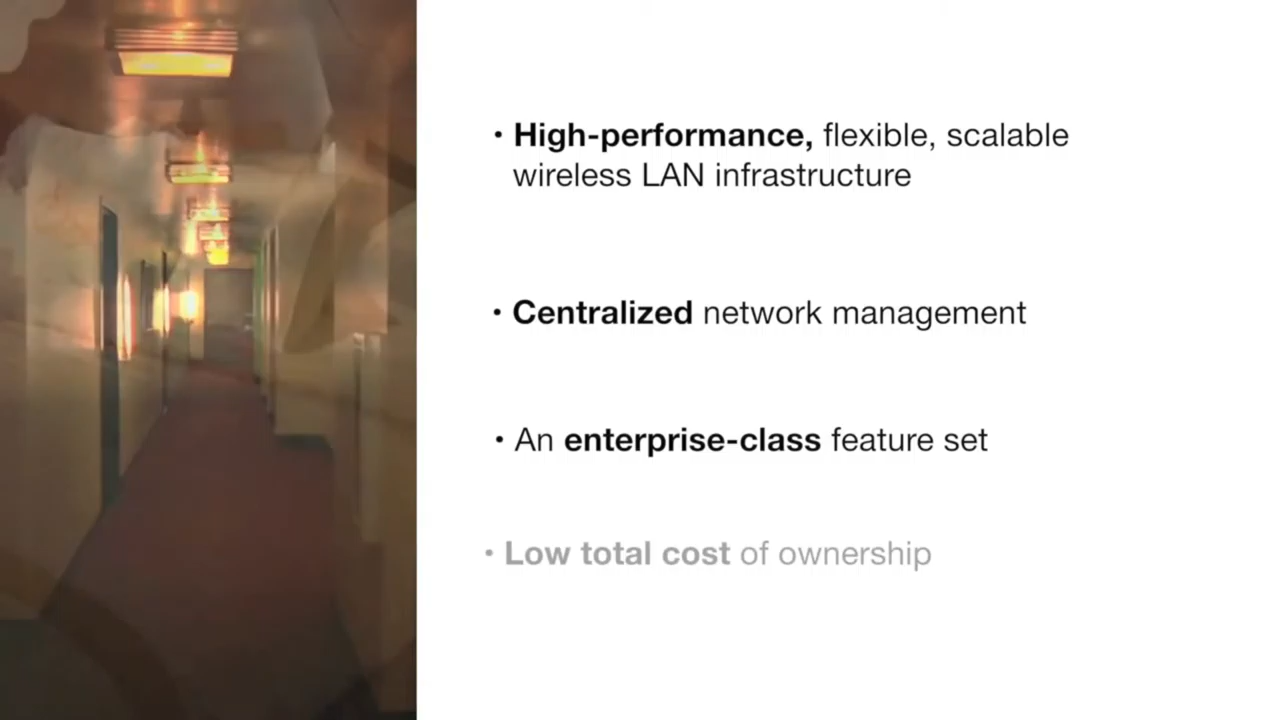 • High-performance, flexible, scalable
wireless LAN infrastructure
• Centralized network management
• An enterprise-class feature set
• Low total cost of ownership